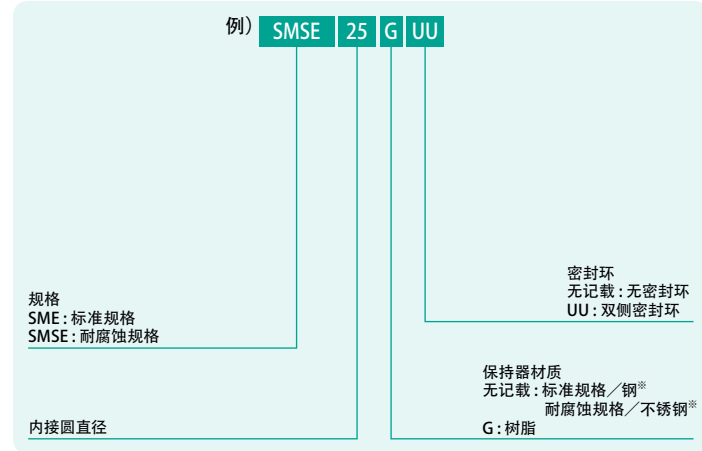 例） SMSE 25 G UU
密封环
无记载：无密封环
UU：双侧密封环
规格
SME：标准规格
SMSE：耐腐蚀规格
保持器材质
无记载：标准规格／钢※
耐腐蚀规格／不锈钢※
G：树脂
内接圆直径